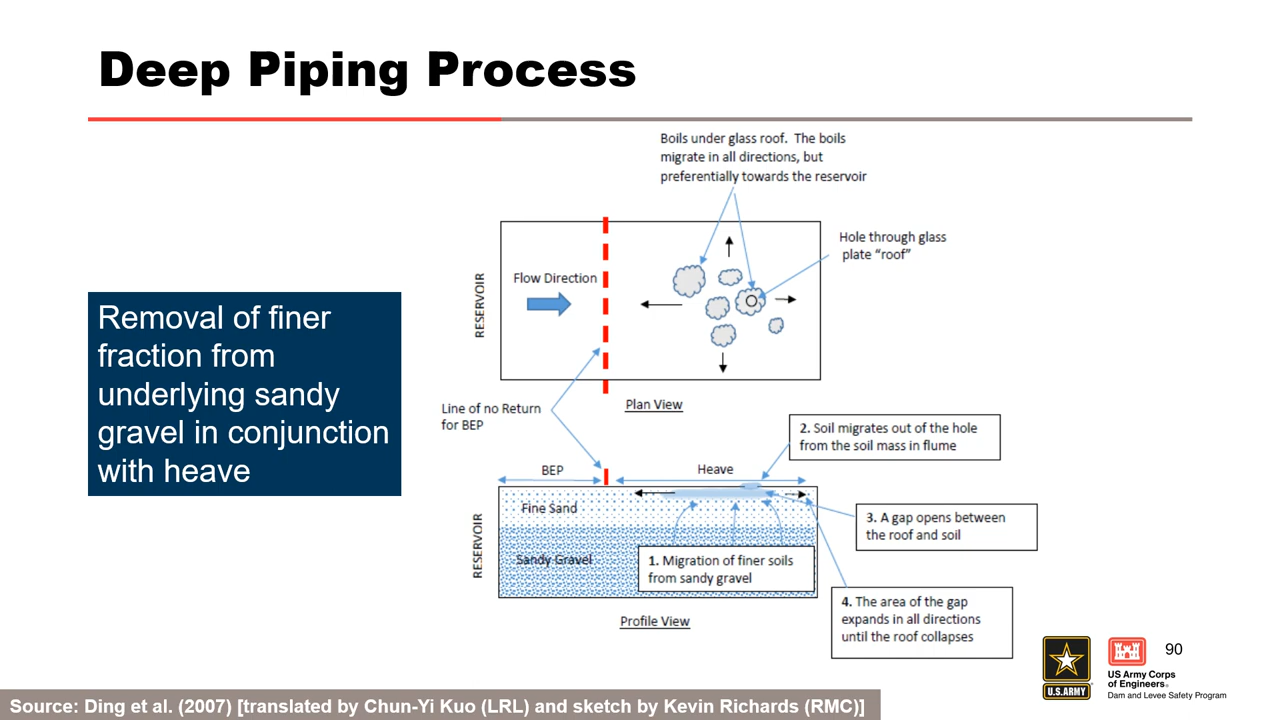 Deep Piping Process
Boils under glass roof. The boils
migrate in all directions, but
preferentially towards the reservoir
Hole through glass
plate “roof”
Flow Direction
RESERVOIR
Removal of finer
fraction from
underlying sandy
gravel in conjunction
with heave
Line of no Return
for BEP
Plan View
2. Soil migrates out of the hole
from the soil mass in flume
BEP
Heave
Fine Sand
3. A gap opens between
the roof and soil
RESERVOIR
Sandy Gravel
1. Migration of finer soils
from sandy gravel
4. The area of the gap
expands in all directions
until the roof collapses
Profile View
U.S.ARMY
US Army Corps
of Engineers®
Dam and Levee Safety Program
90
Source: Ding et al. (2007) [translated by Chun-Yi Kuo (LRL) and sketch by Kevin Richards (RMC)]